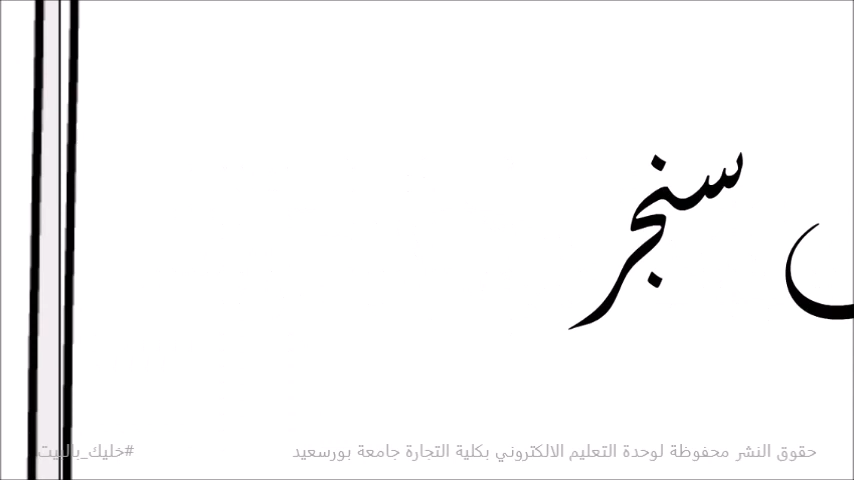 سنجر
حقوق النشر محفوظة لوحدة التعليم الالكتروني بكلية التجارة جامعة بورسعيد
#خليك_بالبيت